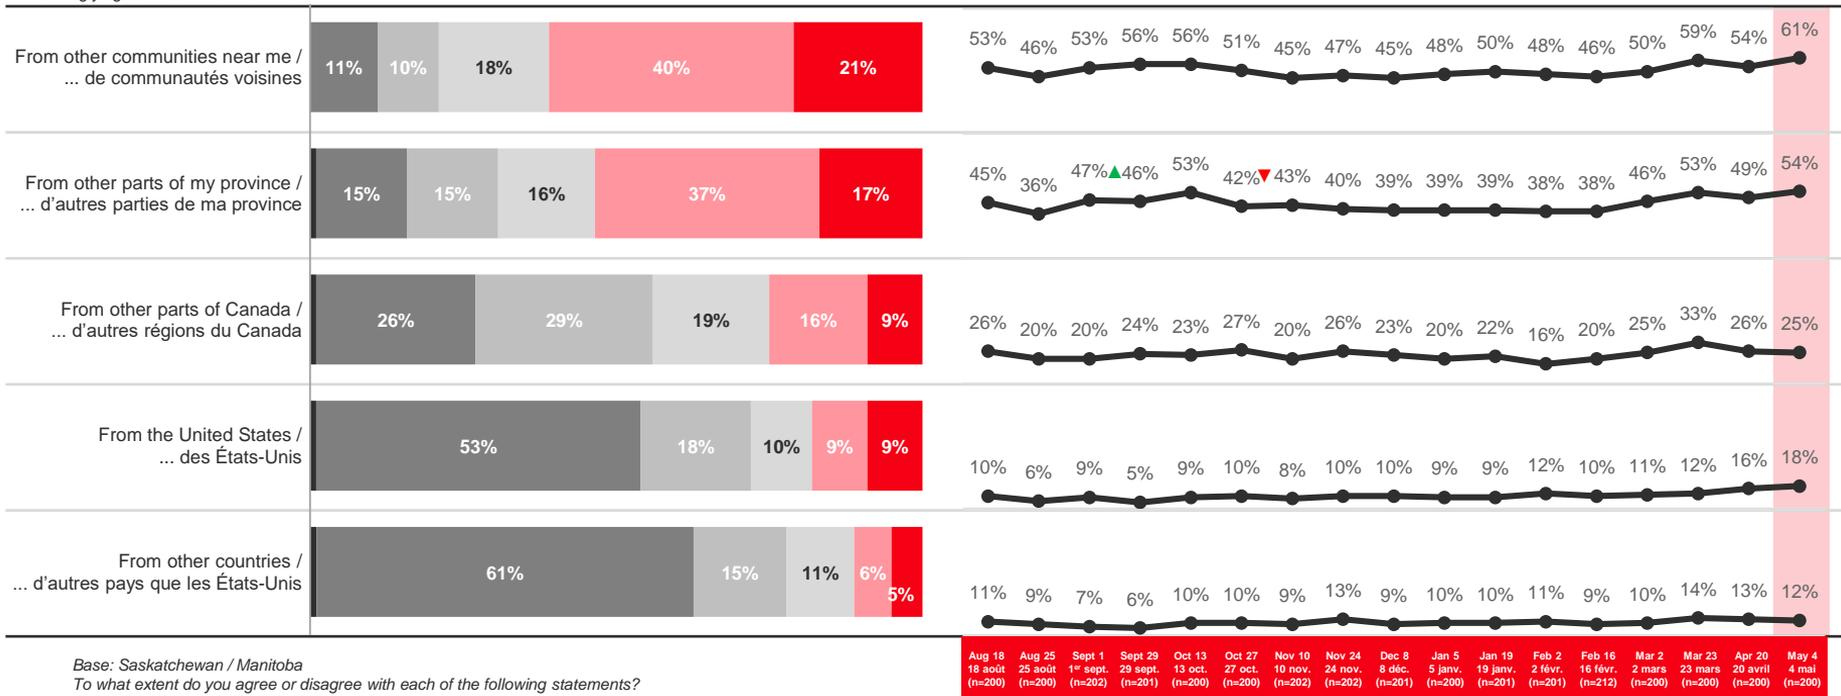 From other communities near me /
... de communautés voisines
11% 10% 18% 40% 21%
53% 46% 53% 56% 56% 51% 45% 47% 45% 48% 50% 48% 46% 50% 59% 54% 61%
From other parts of my province /
... d'autres parties de ma province
15% 15% 16% 37% 17%
45% 36% 47% 46% 53% 42% 43% 40% 39% 39% 39% 38% 38% 46% 53% 49% 54%
From other parts of Canada /
... d'autres régions du Canada
26% 29% 19% 16% 9%
26% 20% 20% 24% 23% 27% 20% 26% 23% 20% 22% 16% 20% 25% 33% 26% 25%
From the United States /
... des États-Unis
53% 18% 10% 9% 9%
10% 6% 9% 5% 9% 10% 8% 10% 10% 9% 9% 12% 10% 11% 12% 16% 18%
From other countries /
... d'autres pays que les États-Unis
61% 15% 11% 6% 5%
11% 9% 7% 6% 10% 10% 9% 13% 9% 10% 10% 11% 9% 10% 14% 13% 12%
Aug 18 Aug 25 Sept 1 Sept 29 Oct 13 Oct 27 Nov 10 Nov 24 Dec 8 Jan 5 Jan 19 Feb 2 Feb 16 Mar 2 Mar 23 Apr 20 May 4
18 août 25 août 1er sept. 29 sept. 13 oct. 27 oct. 10 nov. 24 nov. 8 déc. 5 janv. 19 janv. 2 févr. 16 févr. 2 mars 23 mars 20 avril 4 mai
(n=200) (n=200) (n=202) (n=201) (n=200) (n=200) (n=202) (n=202) (n=201) (n=200) (n=201) (n=201) (n=212) (n=200) (n=200) (n=200) (n=200)
Base: Saskatchewan / Manitoba
To what extent do you agree or disagree with each of the following statements?